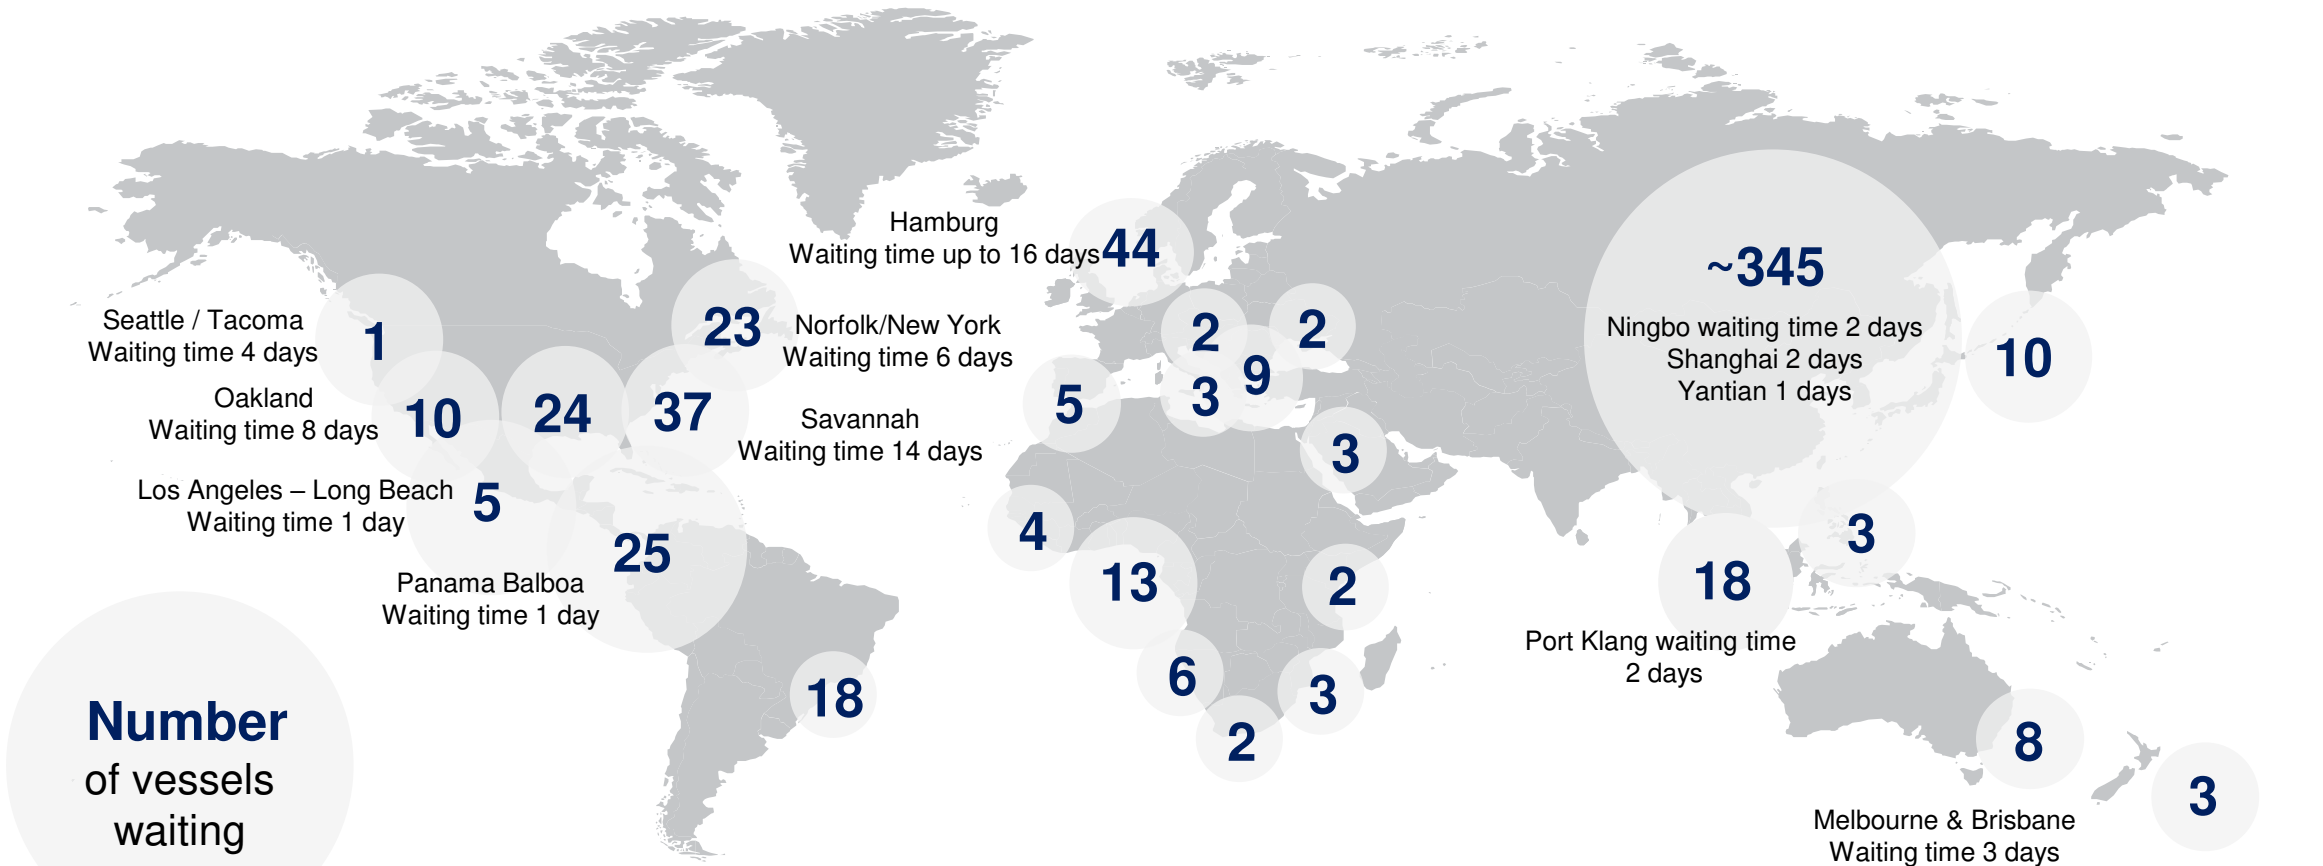 Hamburg
Waiting time up to 16 days
44
~345
Ningbo waiting time 2 days
Shanghai 2 days
Yantian 1 days
10
Seattle / Tacoma
Waiting time 4 days
1
23
Norfolk/New York
Waiting time 6 days
2
2
9
3
5
Oakland
Waiting time 8 days
10
24
37
Savannah
Waiting time 14 days
3
Los Angeles – Long Beach
Waiting time 1 day
5
25
Panama Balboa
Waiting time 1 day
4
13
2
18
3
Port Klang waiting time
2 days
6
3
2
18
8
Melbourne & Brisbane
Waiting time 3 days
3
Number
of vessels
waiting